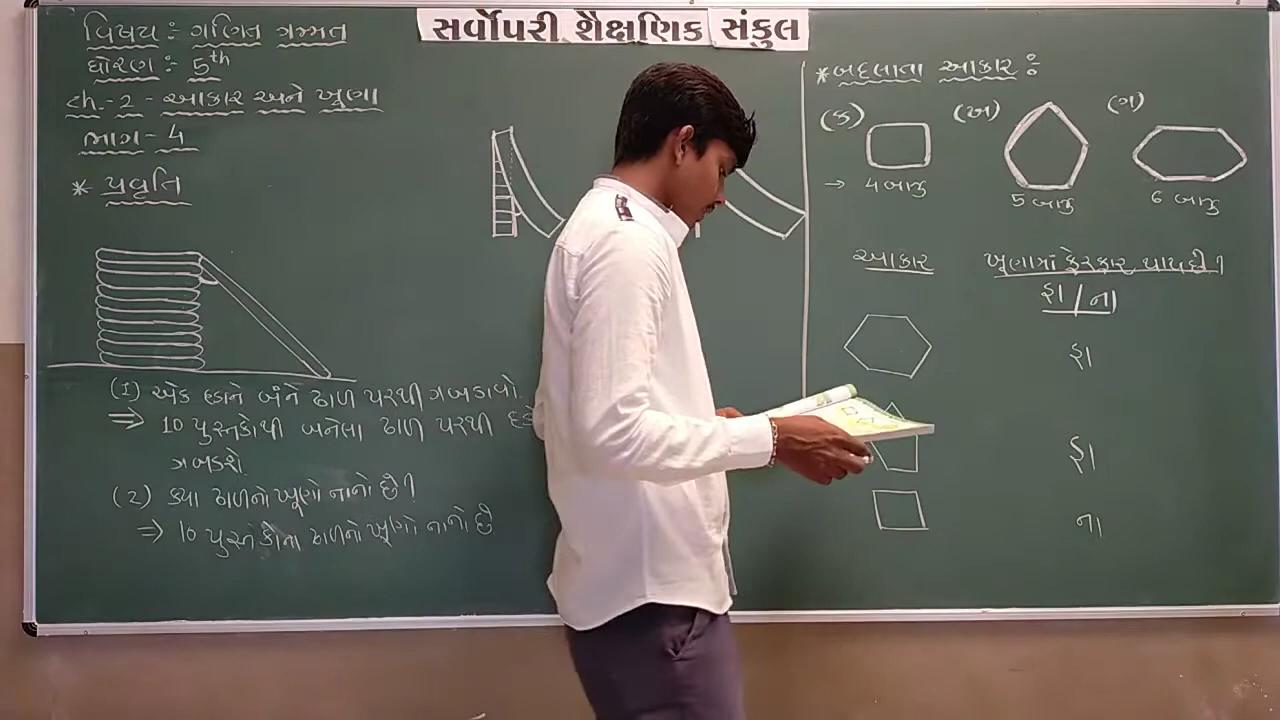 સર્વોપરી શૈક્ષણિક સંકુલ
વિષય : ગણિત ગમ્મત
ધોરણ : 5th
ch.-2 - આકાર અને ખૂણા
ભાગ- 4
* પ્રવૃતિ
(1) એક દડાને બંને ઢાળ પરથી ગબડાવો.
⇒ 10 પુસ્તકોથી બનેલા ઢાળ પરથી
ગબડશે.
(2) કયા ઢાળનો ખૂણો નાનો છે ?
⇒ 10 પુસ્તકોના ઢાળનો ખૂણો નાનો છે
* બદલાતા આકાર :
(ક) (ખ) (ગ)
→ 4 બાજુ 5 બાજુ 6 બાજુ
આકાર ખૂણામાં ફેરફાર થાય છે ?
હા / ના
હા
હા
ના